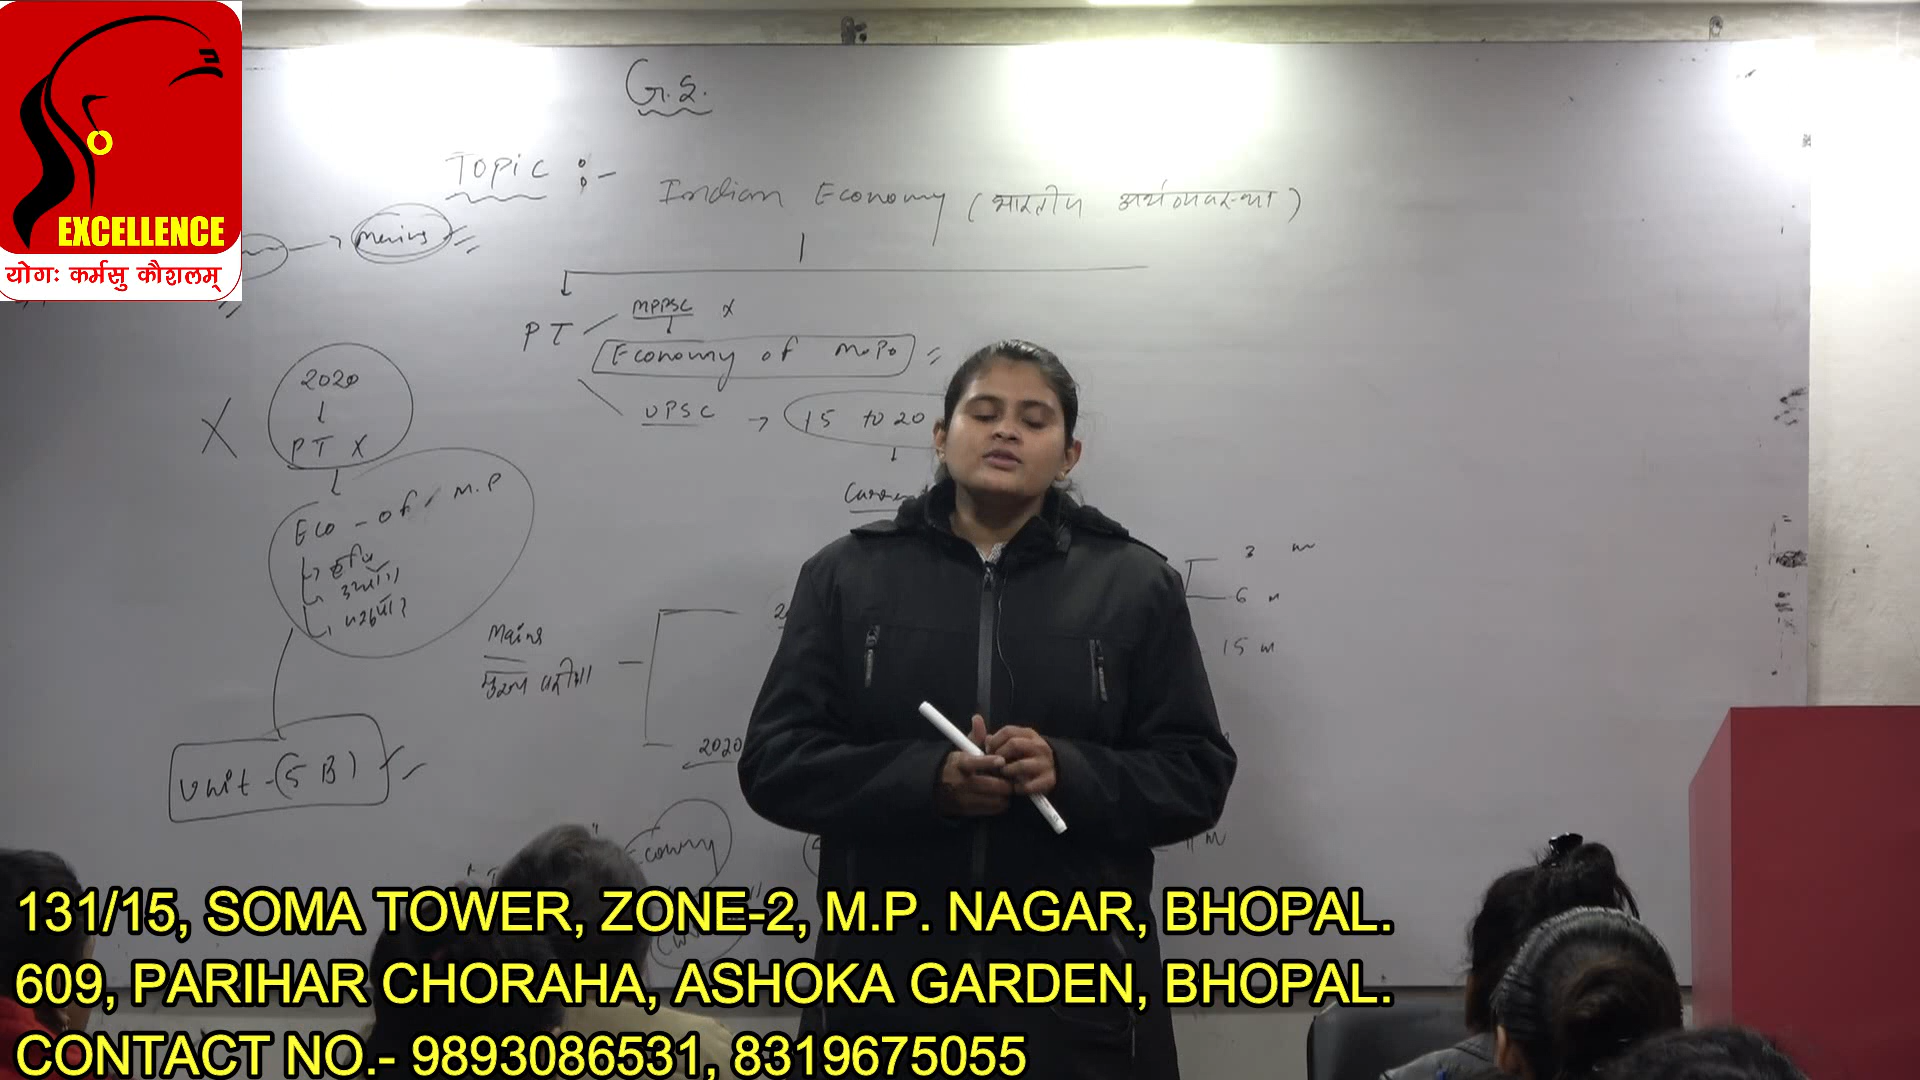 EXCELLENCE
योगः कर्मसु कौशलम्
G.S.
Topic :-
Indian Economy (भारतीय अर्थव्यवस्था)
Mains
PT
MPPSC X
Economy of M.P.
UPSC → 15 to 20
2020
PT X
X
Eco - of M.P
कृषि
उद्योग
Unit - (5 B)
Mains
मुख्य परीक्षा
2020
3 m
6 m
15 m
Economy
131/15, SOMA TOWER, ZONE-2, M.P. NAGAR, BHOPAL.
609, PARIHAR CHORAHA, ASHOKA GARDEN, BHOPAL.
CONTACT NO.- 9893086531, 8319675055